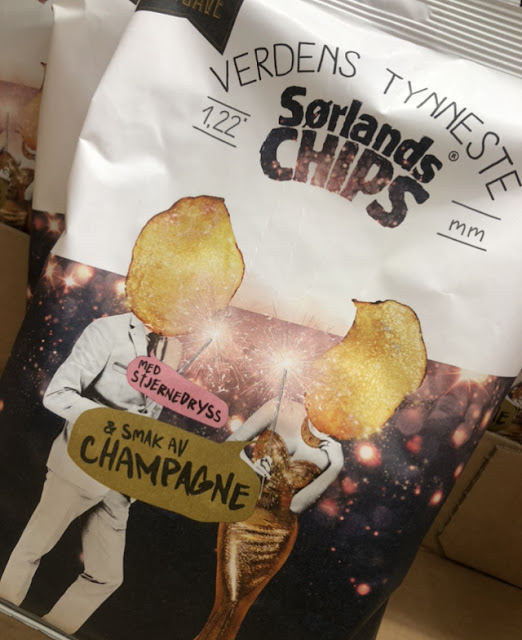 VERDENS TYNNESTE
1,22*
mm
Sørlands®
CHIPS
MED
STJERNEDRYSS
& SMAK AV
CHAMPAGNE